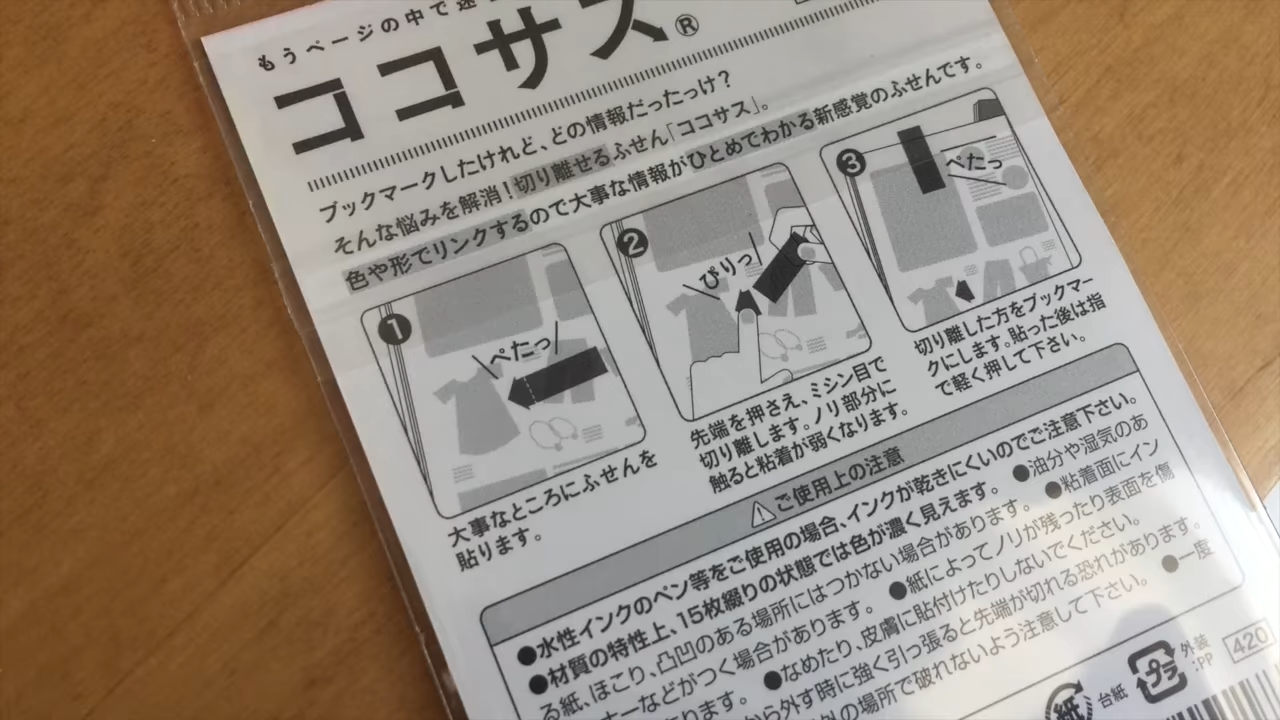 もうページの中で迷
ココサス®
ブックマークしたけれど、どの情報だったっけ?
そんな悩みを解消!切り離せるふせん「ココサス」。
色や形でリンクするので大事な情報がひとめでわかる新感覚のふせんです。
1
ぺたっ
大事なところにふせんを
貼ります。
2
ぴりっ
先端を押さえ、ミシン目で
切り離します。ノリ部分に
触ると粘着が弱くなります。
3
ぺたっ
切り離した方をブックマー
クにします。貼った後は指
で軽く押して下さい。
ご使用上の注意
●水性インクのペン等をご使用の場合、インクが乾きにくいのでご注意下さい。
●材質の特性上、15枚綴りの状態では色が濃く見えます。 ●油分や湿気のあ
る紙、ほこり、凸凹のある場所にはつかない場合があります。 ●粘着面にイン
ナーなどがつく場合があります。 ●紙によってノリが残ったり表面を傷
あります。 ●なめたり、皮膚に貼付けたりしないでください。
から外す時に強く引っ張ると先端が切れる恐れがあります。
外の場所で破れないよう注意して下さい。 ●一度
紙
台紙
プラ
外装
:PP
420